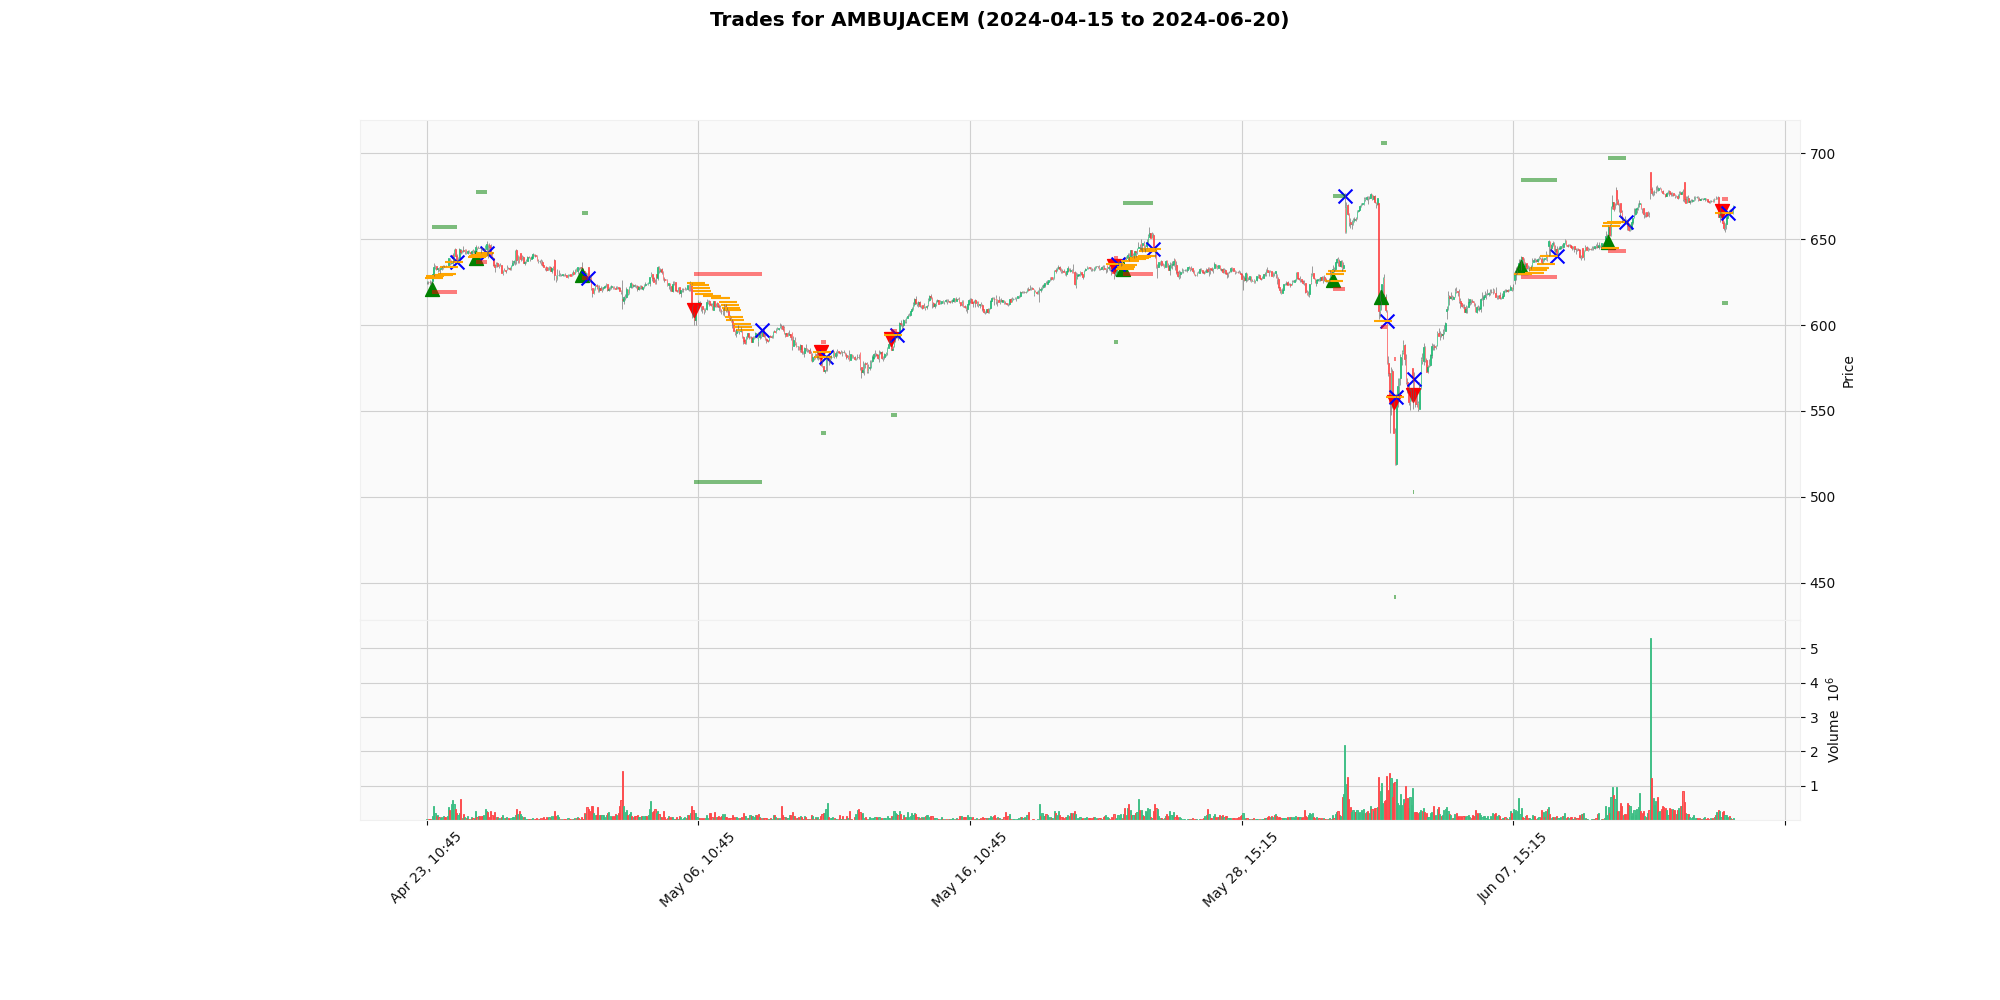 Trades for AMBUJACEM (2024-04-15 to 2024-06-20)
700
650
600
550
500
450
Price
5
4
3
2
1
Volume 10^6
Apr 23, 10:45
May 06, 10:45
May 16, 10:45
May 28, 15:15
Jun 07, 15:15